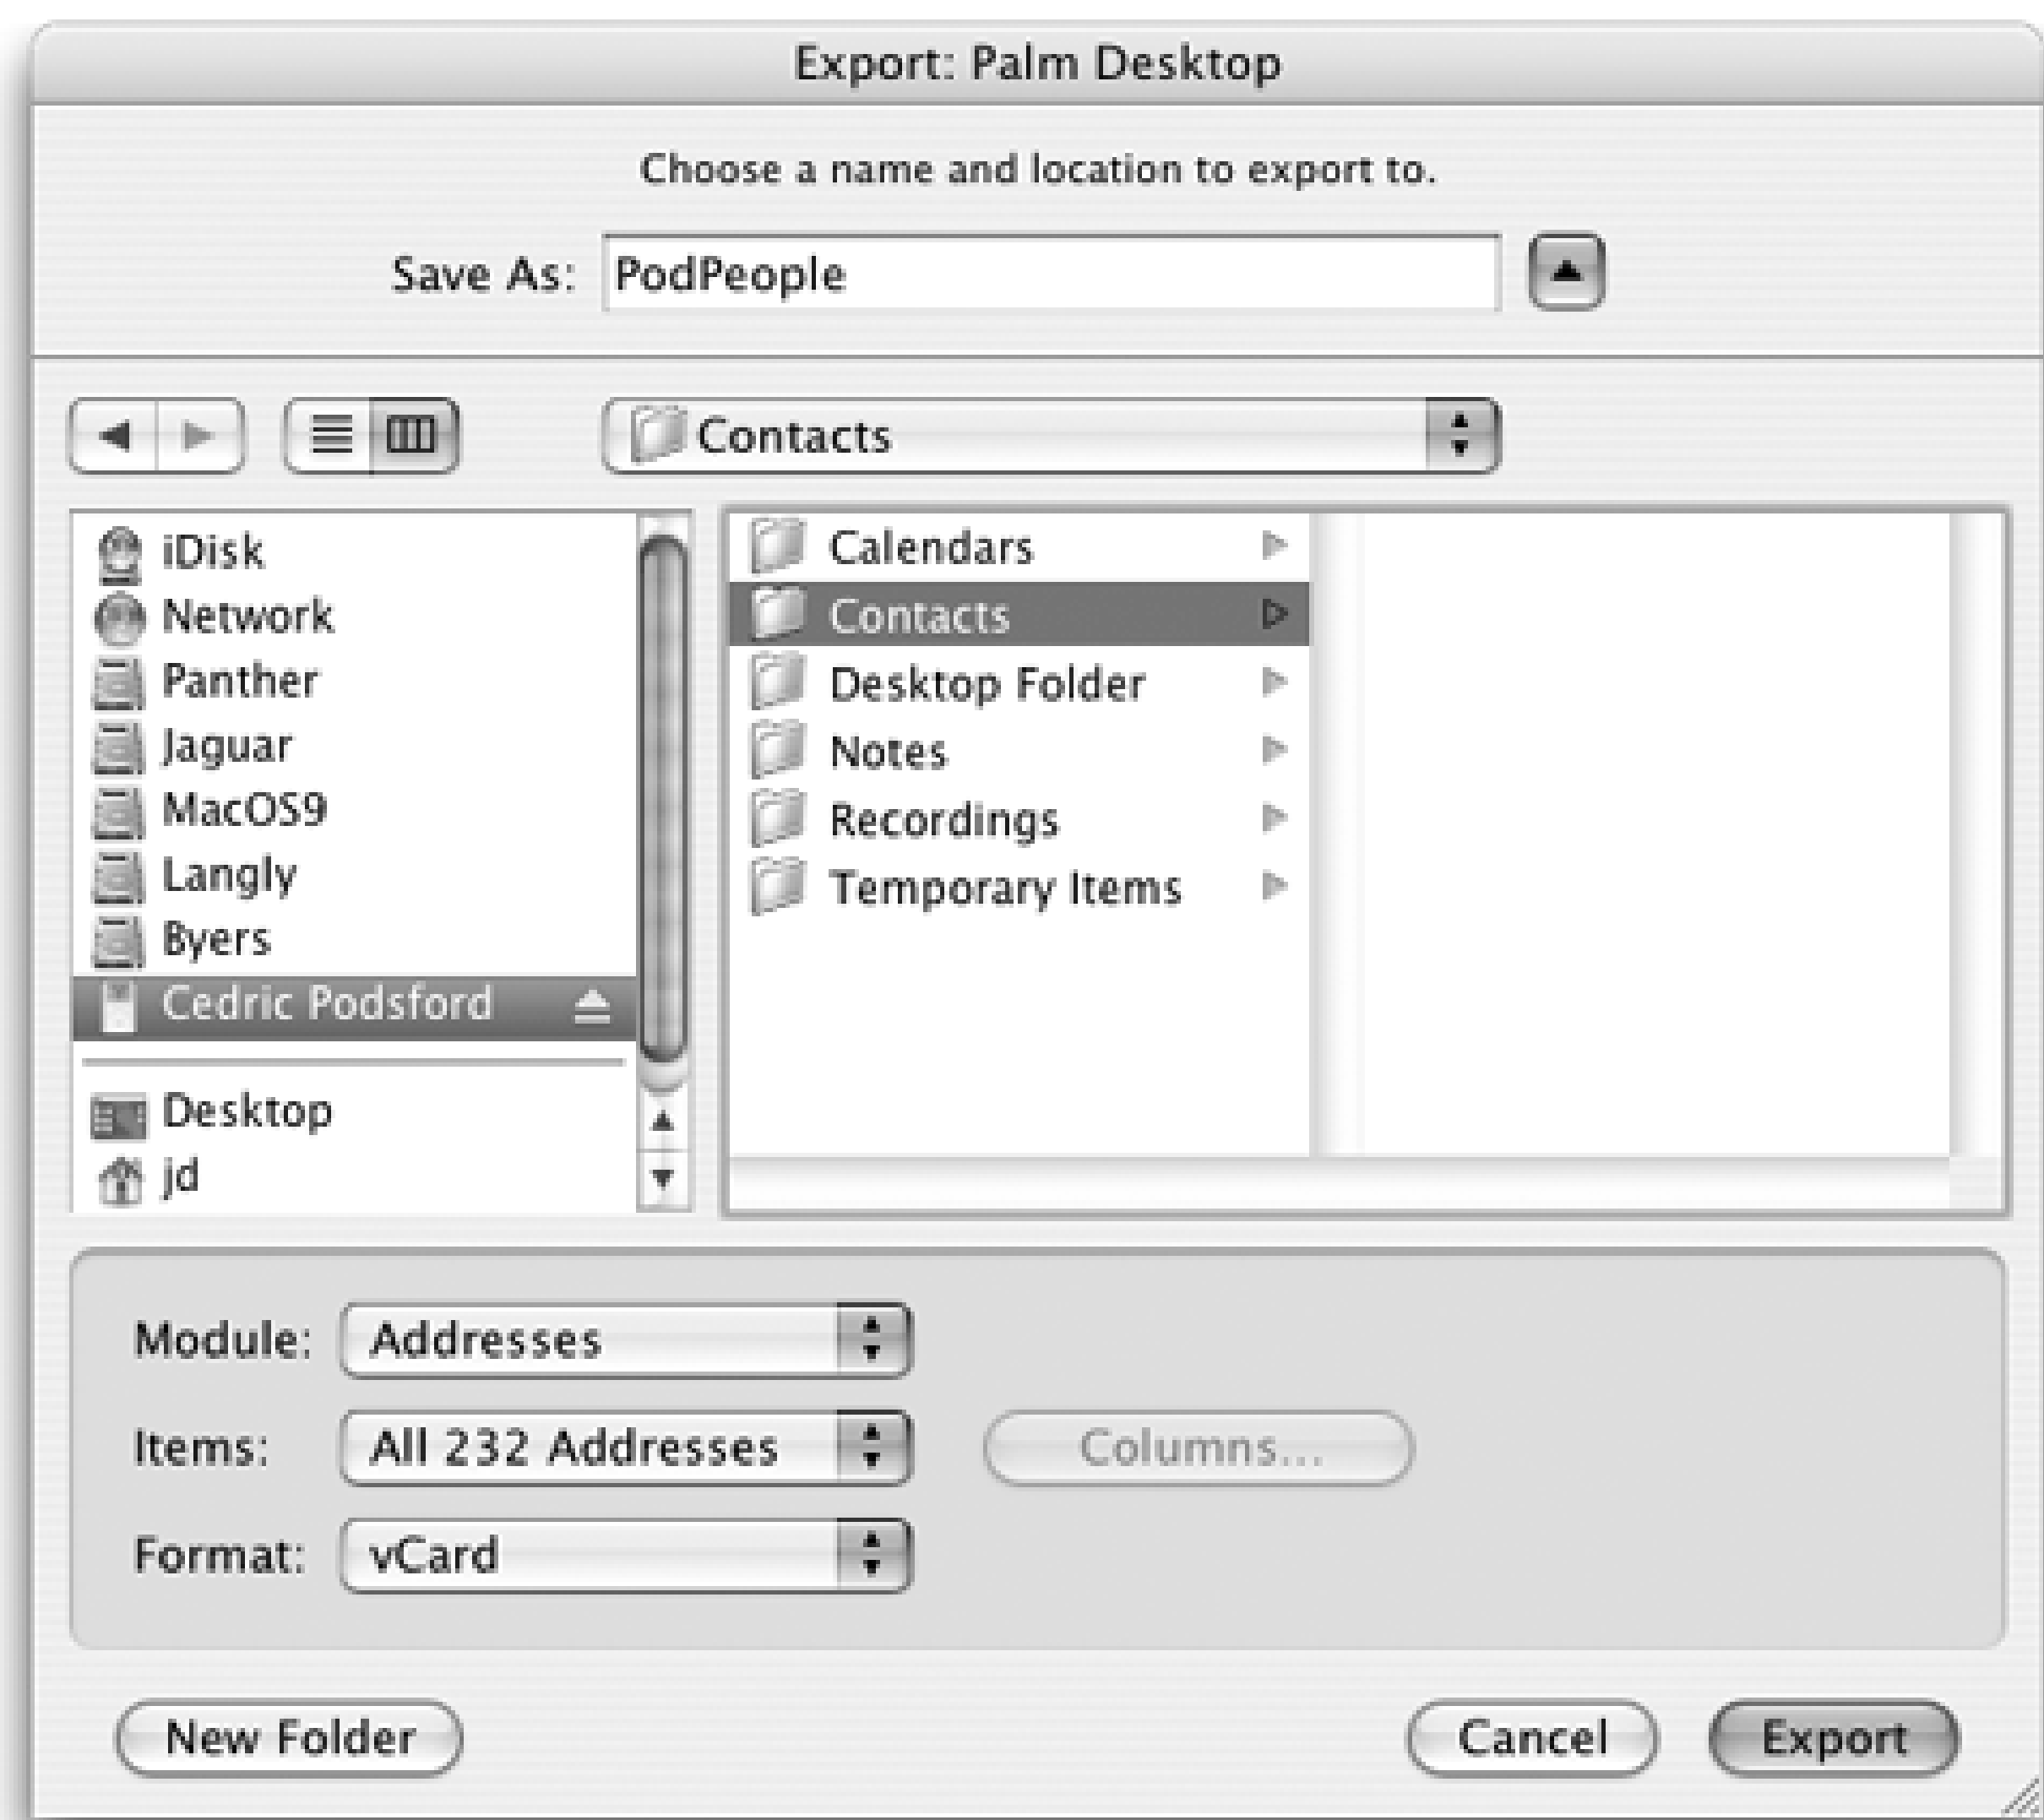 Export: Palm Desktop
Choose a name and location to export to.
Save As: PodPeople
Contacts
iDisk
Network
Panther
Jaguar
MacOS9
Langly
Byers
Cedric Podsford
Desktop
jd
Calendars
Contacts
Desktop Folder
Notes
Recordings
Temporary Items
Module: Addresses
Items: All 232 Addresses Columns...
Format: vCard
New Folder Cancel Export